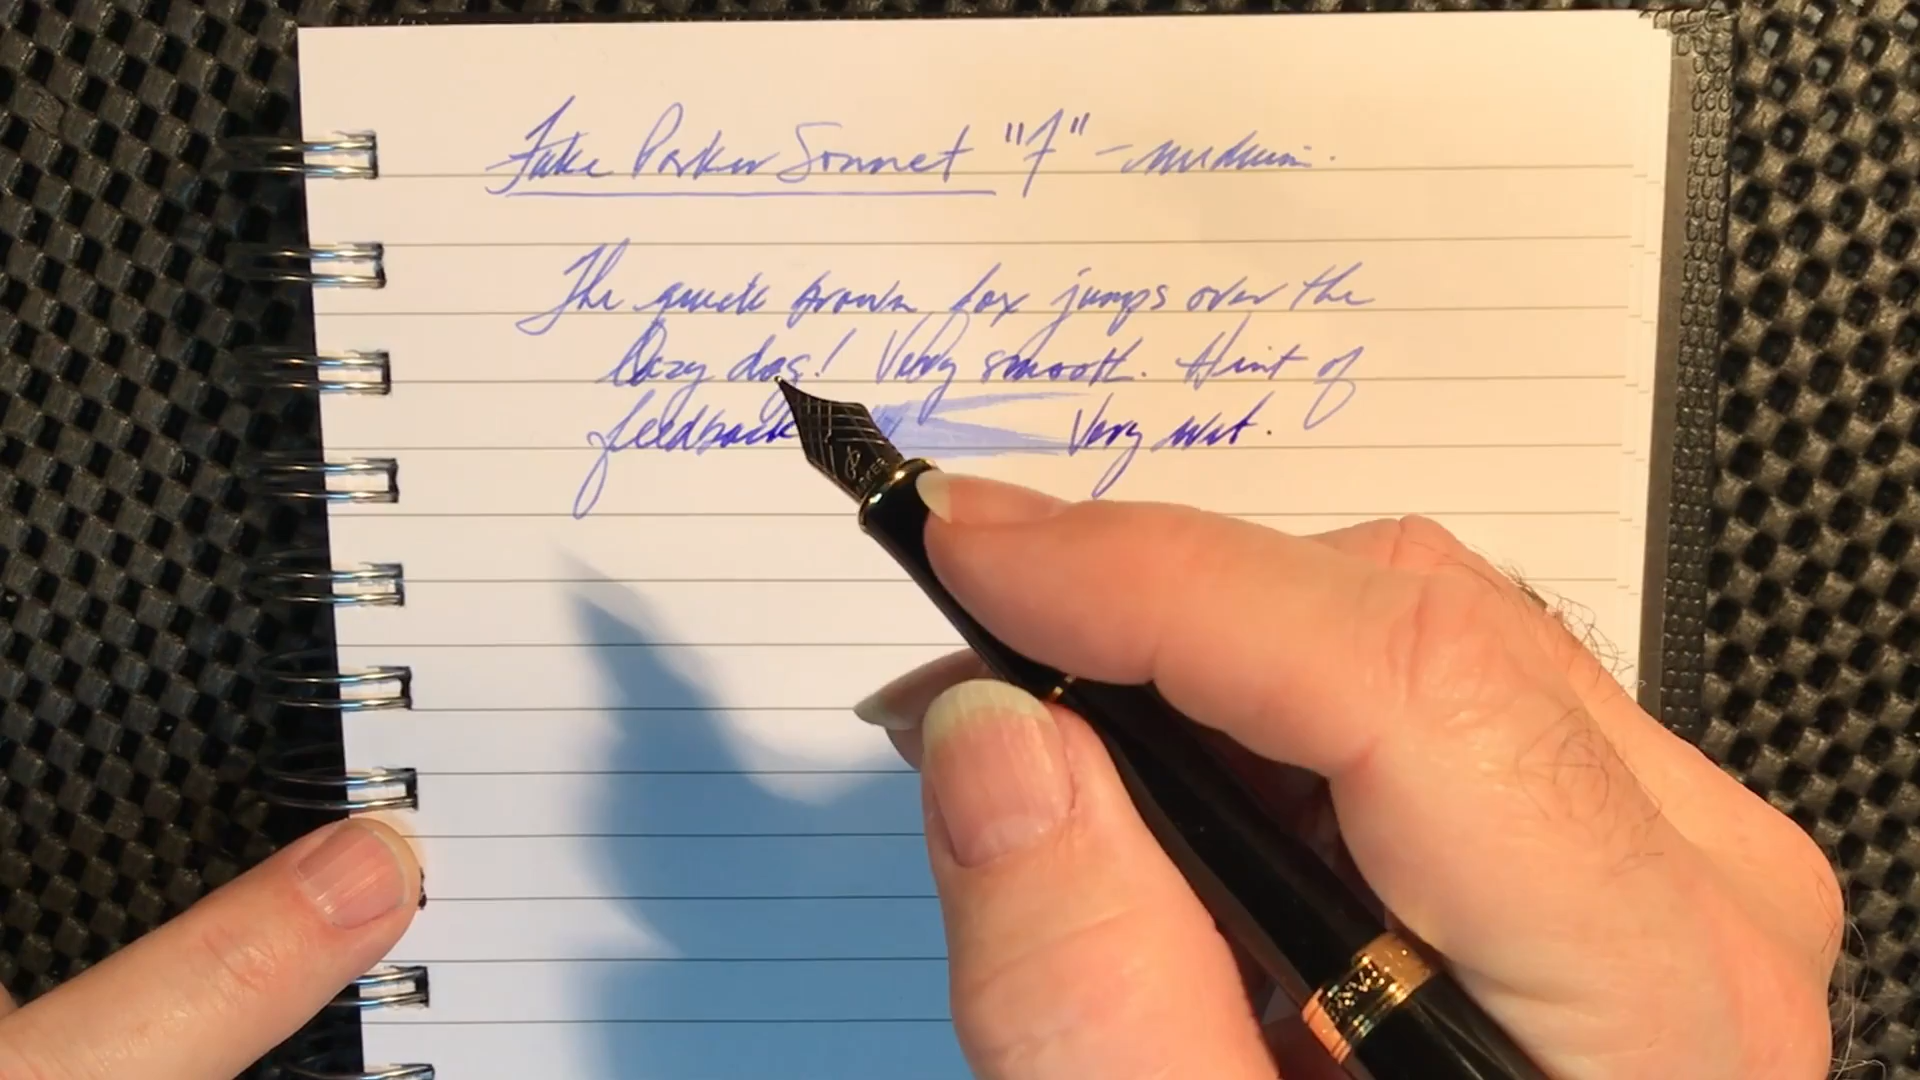 Fake Parker Sonnet "F" - medium.
The quick brown fox jumps over the
lazy dog! Very smooth. Hint of
feedback Very wet.